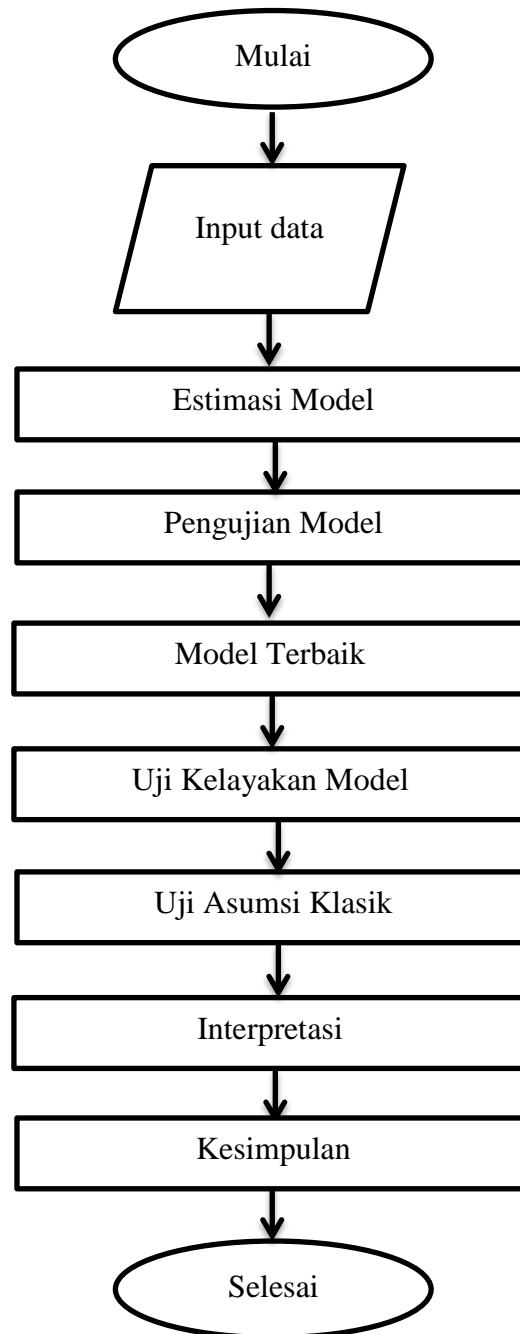 Mulai
Input data
Estimasi Model
Pengujian Model
Model Terbaik
Uji Kelayakan Model
Uji Asumsi Klasik
Interpretasi
Kesimpulan
Selesai